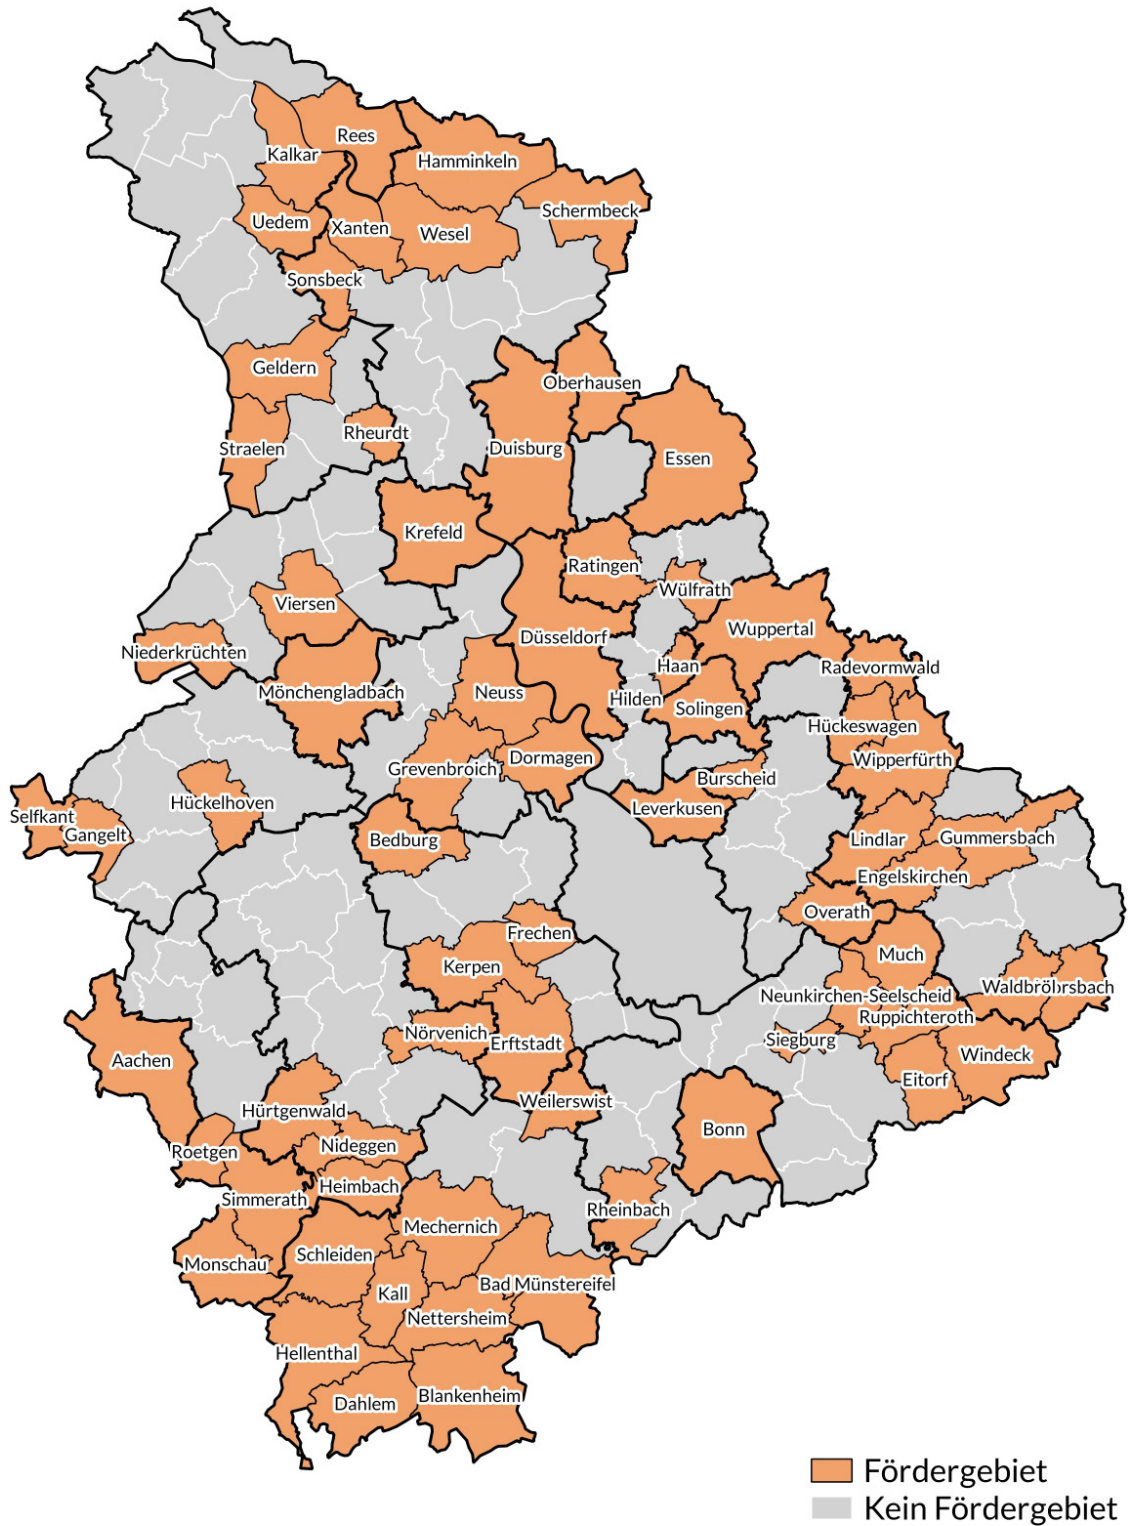 Rees
Kalkar
Hamminkeln
Schermbeck
Uedem
Xanten
Wesel
Sonsbeck
Geldern
Oberhausen
Straelen
Rheurdt
Duisburg
Essen
Krefeld
Ratingen
Wülfrath
Viersen
Wuppertal
Düsseldorf
Niederkrüchten
Haan
Radevormwald
Mönchengladbach
Neuss
Hilden
Solingen
Hückeswagen
Dormagen
Wipperfürth
Grevenbroich
Burscheid
Hückelhoven
Leverkusen
Selfkant
Gangelt
Bedburg
Lindlar
Gummersbach
Engelskirchen
Overath
Frechen
Much
Kerpen
Waldbröl
rsbach
Neunkirchen-Seelscheid
Ruppichteroth
Nörvenich
Erftstadt
Siegburg
Aachen
Windeck
Eitorf
Weilerswist
Hürtgenwald
Bonn
Nideggen
Roetgen
Heimbach
Simmerath
Rheinbach
Mechernich
Schleiden
Monschau
Bad Münstereifel
Kall
Nettersheim
Hellenthal
Blankenheim
Dahlem
Fördergebiet
Kein Fördergebiet